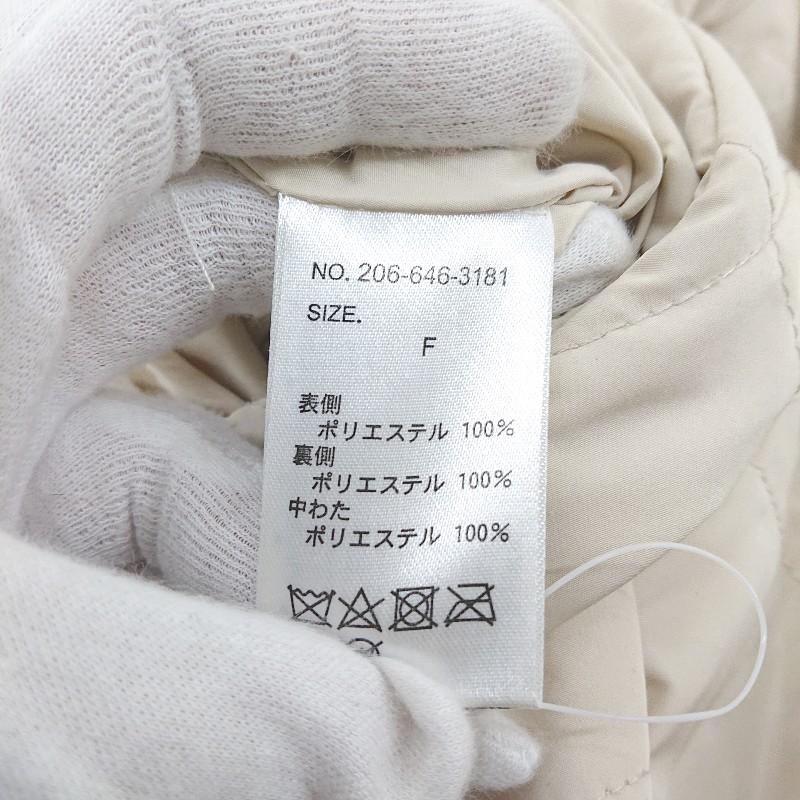 NO. 206-646-3181
SIZE.
F
表側
ポリエステル 100%
裏側
ポリエステル 100%
中わた
ポリエステル 100%